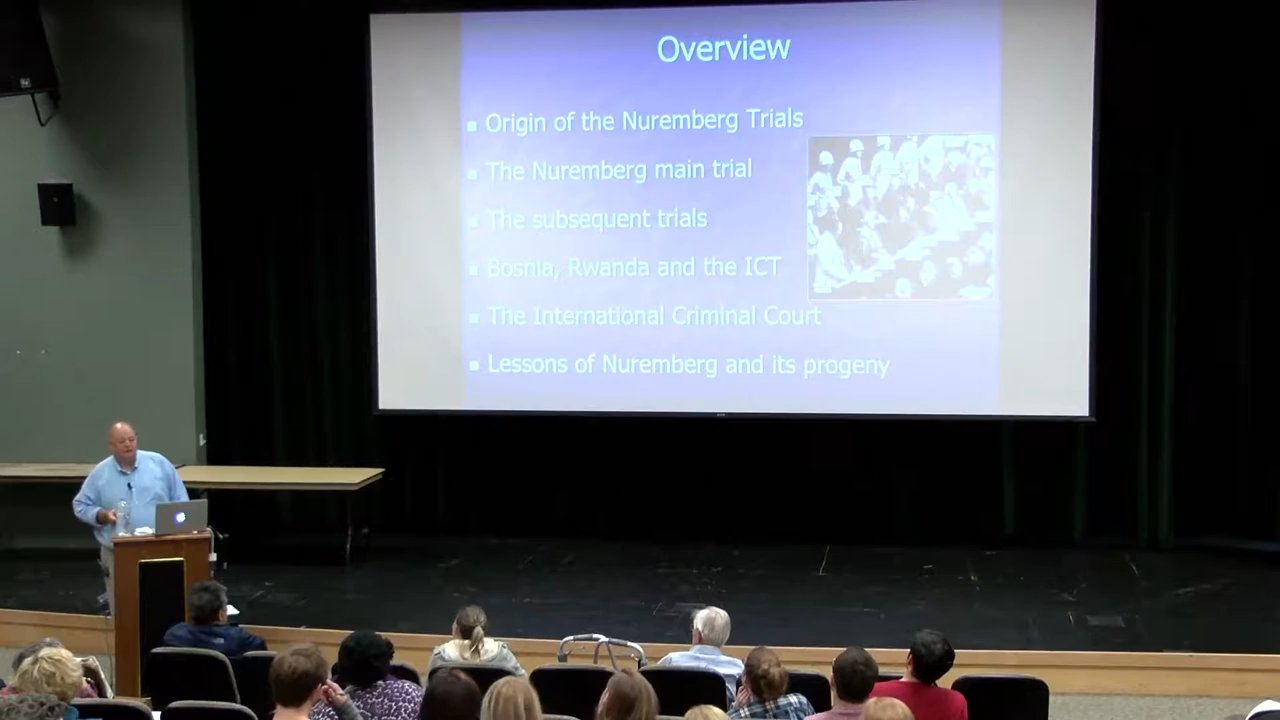 Overview
Origin of the Nuremberg Trials
The Nuremberg main trial
The subsequent trials
Bosnia, Rwanda and the ICT
The International Criminal Court
Lessons of Nuremberg and its progeny